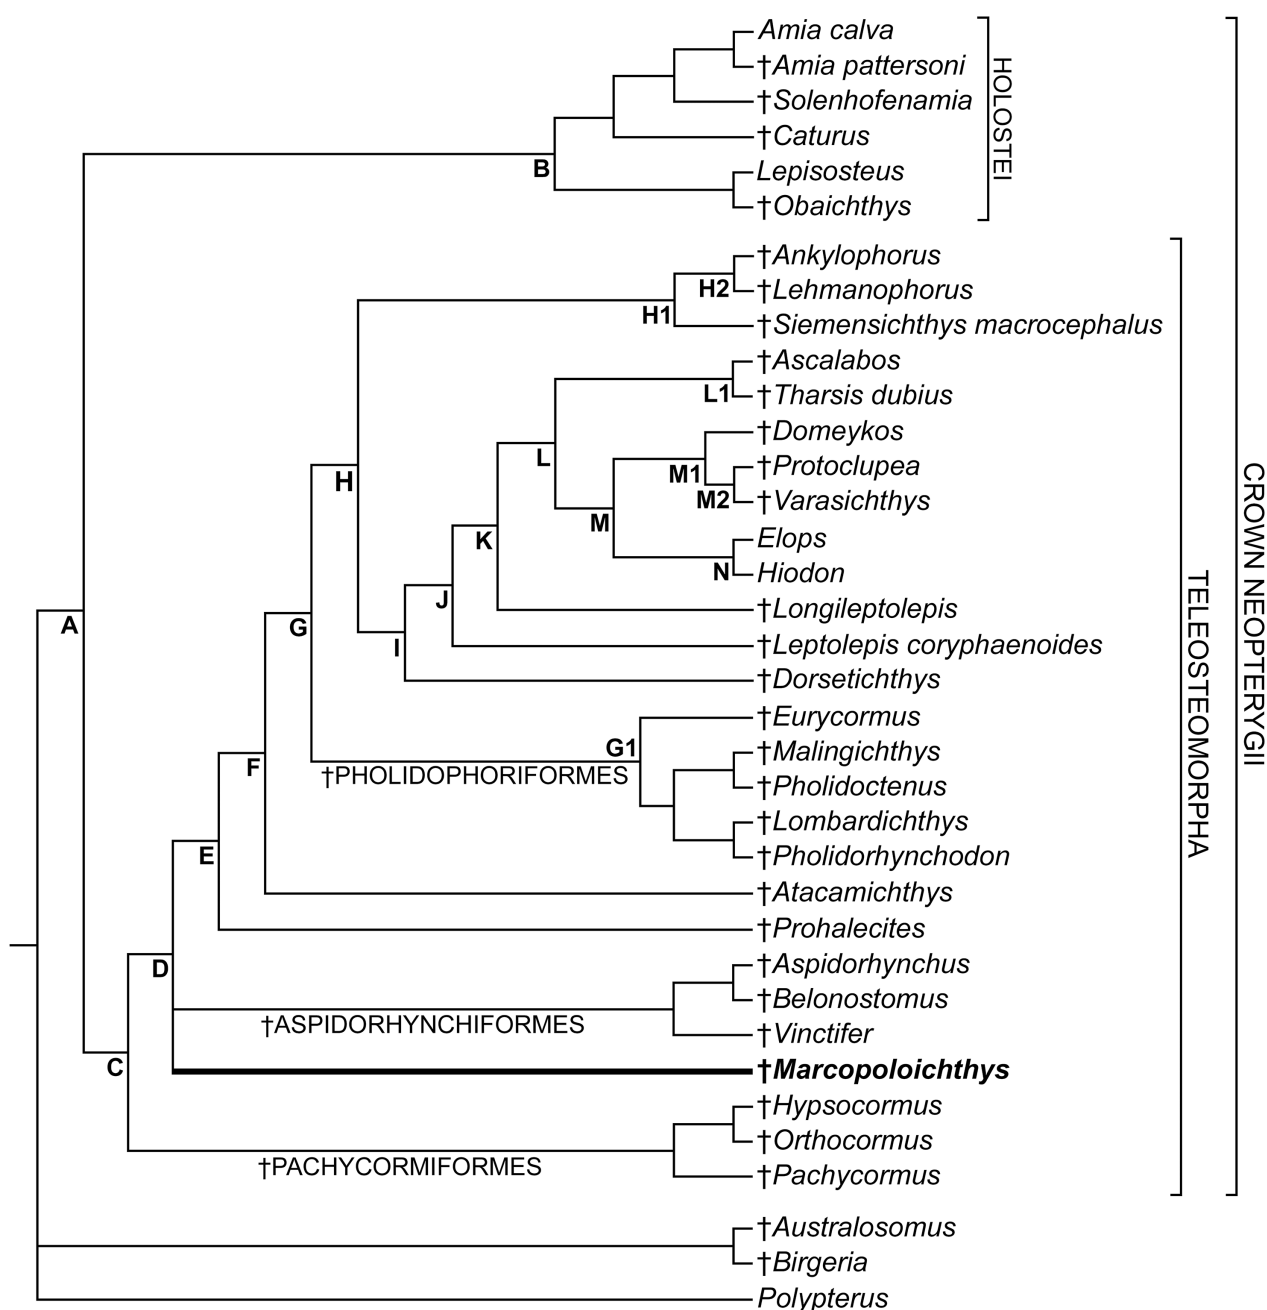 Amia calva
†Amia pattersoni
†Solenhofenamia
†Caturus
B
Lepisosteus
†Obaichthys
HOLOSTEI
†Ankylophorus
H2
†Lehmanophorus
H1
†Siemensichthys macrocephalus
†Ascalabos
L1
†Tharsis dubius
†Domeykos
L
†Protoclupea
M1
H
M2
†Varasichthys
M
Elops
K
N
Hiodon
J
†Longileptolepis
A
G
I
†Leptolepis coryphaenoides
†Dorsetichthys
†Eurycormus
G1
†Malingichthys
F
†PHOLIDOPHORIFORMES
†Pholidoctenus
†Lombardichthys
E
†Pholidorhynchodon
†Atacamichthys
†Prohalecites
D
†Aspidorhynchus
†Belonostomus
†ASPIDORHYNCHIFORMES
†Vinctifer
C
†Marcopoloichthys
†Hypsocormus
†Orthocormus
†PACHYCORMIFORMES
†Pachycormus
TELEOSTEOMORPHA
CROWN NEOPTERYGII
†Australosomus
†Birgeria
Polypterus